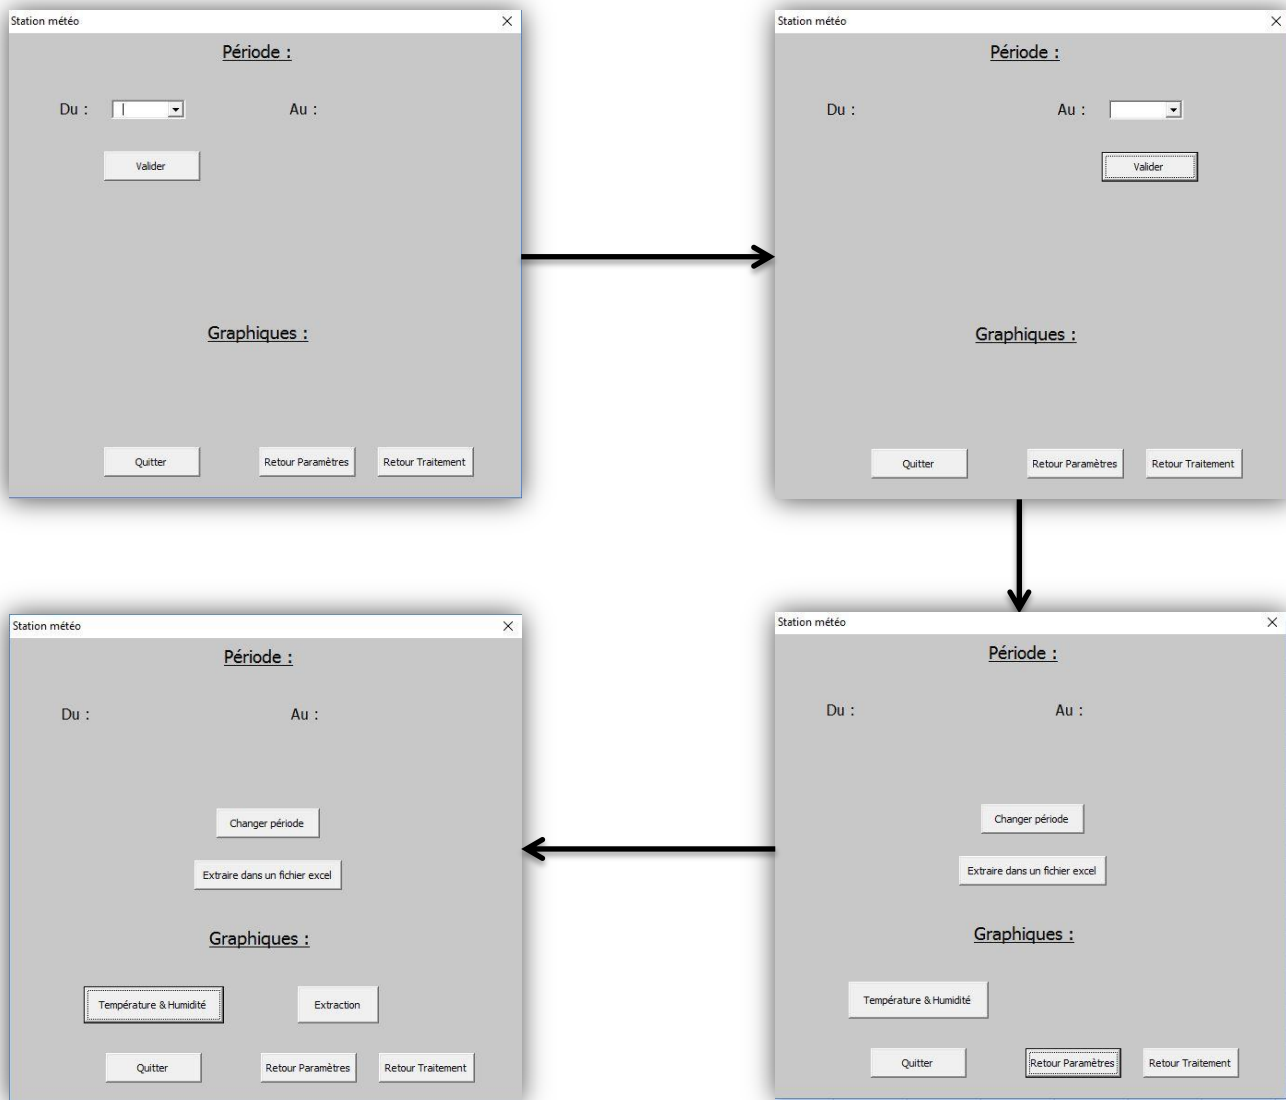 Station météo
Période :
Du :
Au :
Valider
Graphiques :
Quitter
Retour Paramètres
Retour Traitement
Station météo
Période :
Du :
Au :
Valider
Graphiques :
Quitter
Retour Paramètres
Retour Traitement
Station météo
Période :
Du :
Au :
Changer période
Extraire dans un fichier excel
Graphiques :
Température & Humidité
Extraction
Quitter
Retour Paramètres
Retour Traitement
Station météo
Période :
Du :
Au :
Changer période
Extraire dans un fichier excel
Graphiques :
Température & Humidité
Quitter
Retour Paramètres
Retour Traitement